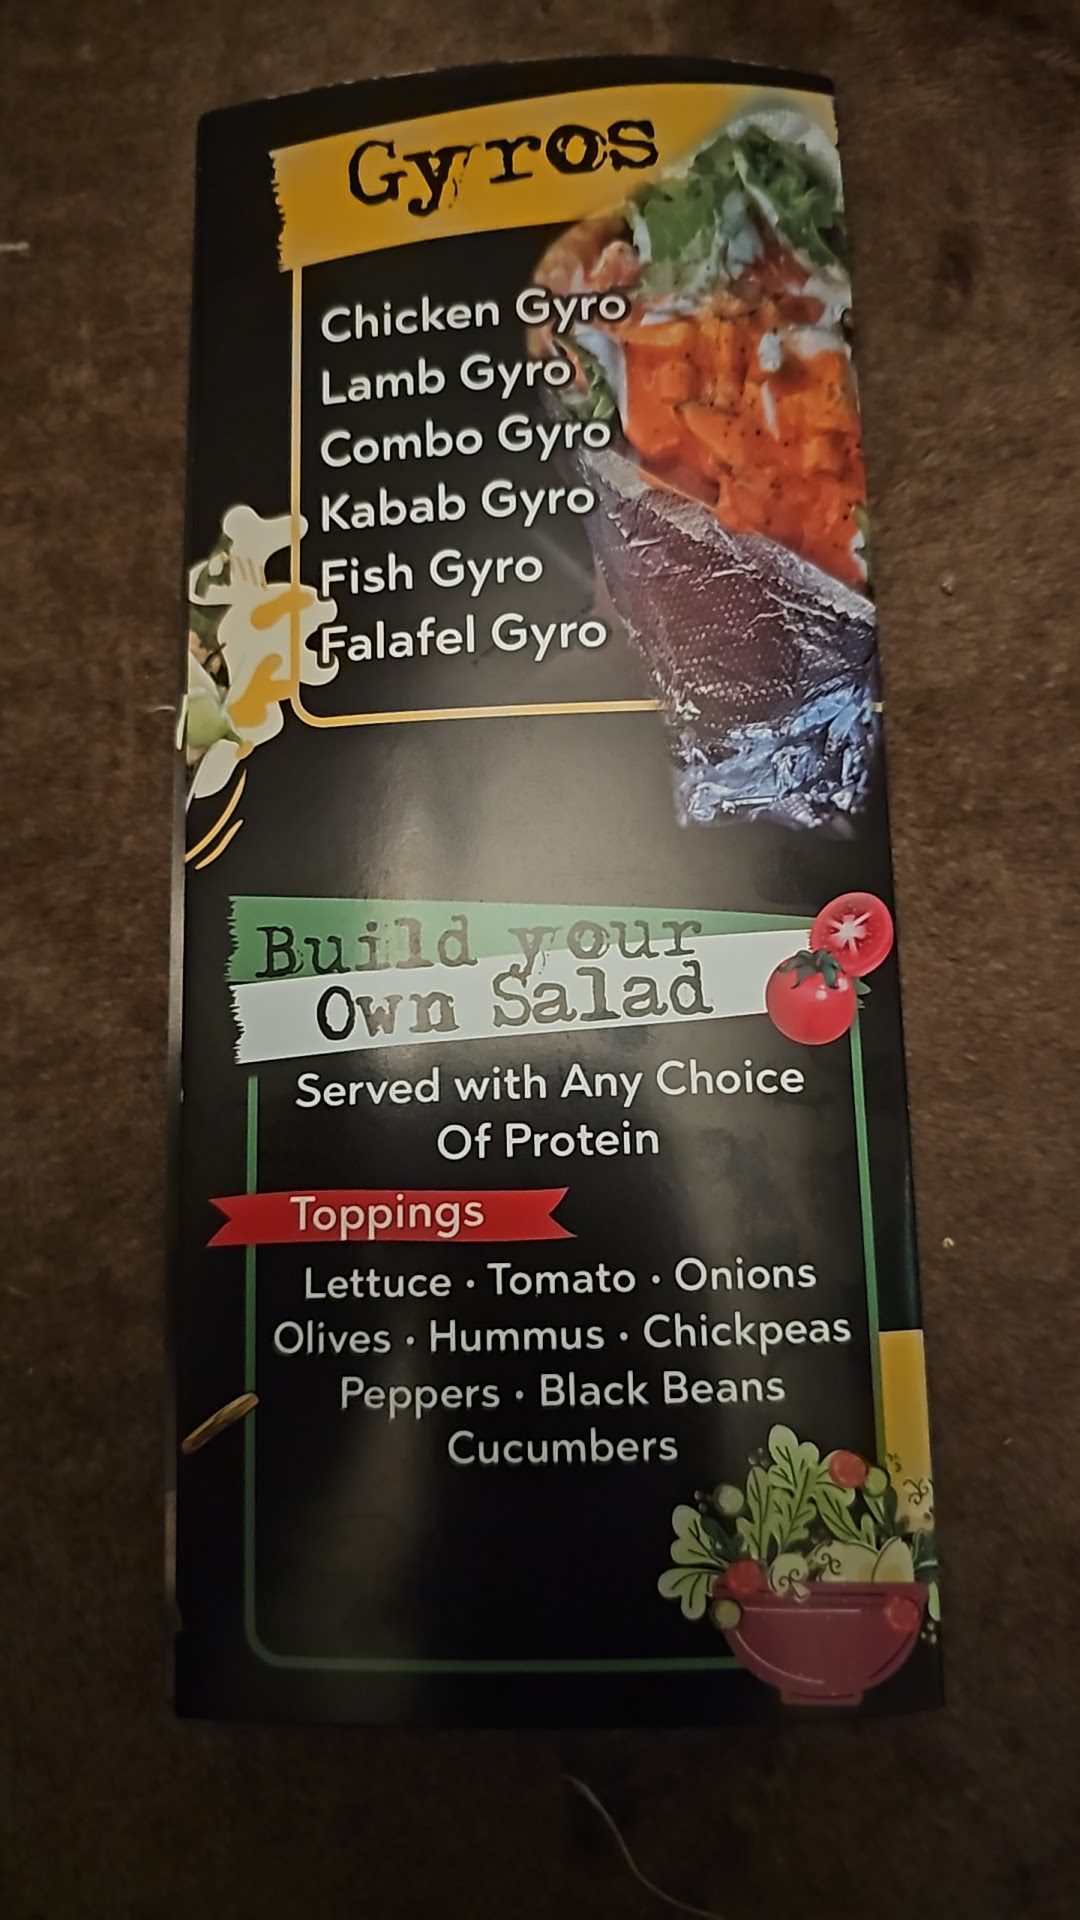 Gyros
Chicken Gyro
Lamb Gyro
Combo Gyro
Kabab Gyro
Fish Gyro
Falafel Gyro
Build your
Own Salad
Served with Any Choice
Of Protein
Toppings
Lettuce • Tomato • Onions
Olives • Hummus • Chickpeas
Peppers • Black Beans
Cucumbers